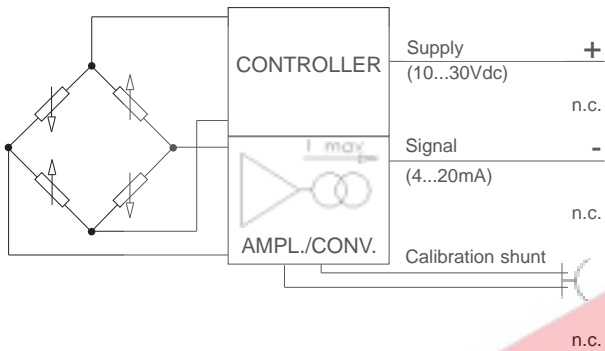 CONTROLLER
Supply +
(10...30Vdc)
n.c.
I max
Signal -
(4...20mA)
n.c.
AMPL./CONV.
Calibration shunt
n.c.